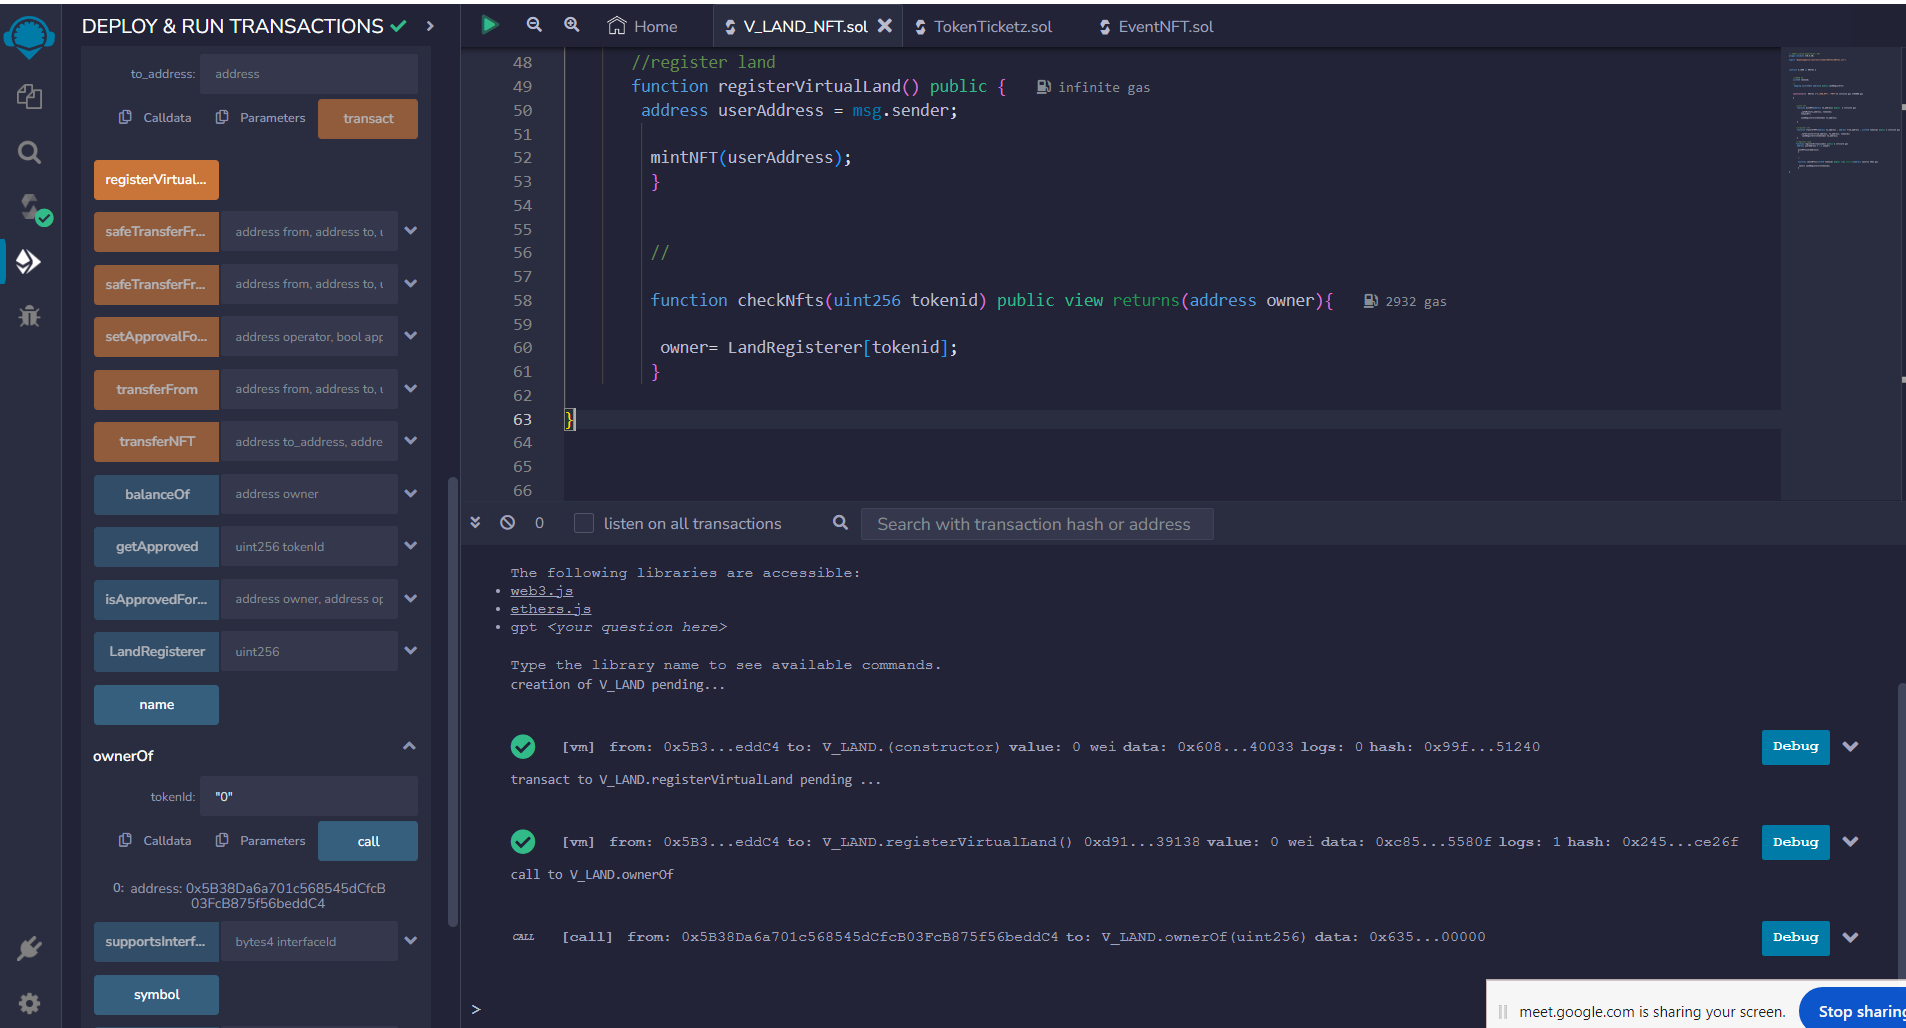 DEPLOY & RUN TRANSACTIONS
to_address: address
Calldata Parameters transact
registerVirtual...
safeTransferFr... address from, address to, u
safeTransferFr... address from, address to, u
setApprovalFo... address operator, bool app
transferFrom address from, address to, u
transferNFT address to_address, addre
balanceOf address owner
getApproved uint256 tokenId
isApprovedFor... address owner, address op
LandRegisterer uint256
name
ownerOf
tokenId: "0"
Calldata Parameters call
0: address: 0x5B38Da6a701c568545dCfcB
03FcB875f56beddC4
supportsInterf... bytes4 interfaceId
symbol
Home V_LAND_NFT.sol TokenTicketz.sol EventNFT.sol
48 //register land
49 function registerVirtualLand() public { infinite gas
50 address userAddress = msg.sender;
51
52 mintNFT(userAddress);
53 }
54
55
56 //
57
58 function checkNfts(uint256 tokenid) public view returns(address owner){ 2932 gas
59
60 owner= LandRegisterer[tokenid];
61 }
62
63 }
64
65
66
0 listen on all transactions Search with transaction hash or address
The following libraries are accessible:
• web3.js
• ethers.js
• gpt <your question here>
Type the library name to see available commands.
creation of V_LAND pending...
[vm] from: 0x5B3...eddC4 to: V_LAND.(constructor) value: 0 wei data: 0x608...40033 logs: 0 hash: 0x99f...51240 Debug
transact to V_LAND.registerVirtualLand pending ...
[vm] from: 0x5B3...eddC4 to: V_LAND.registerVirtualLand() 0xd91...39138 value: 0 wei data: 0xc85...5580f logs: 1 hash: 0x245...ce26f Debug
call to V_LAND.ownerOf
CALL [call] from: 0x5B38Da6a701c568545dCfcB03FcB875f56beddC4 to: V_LAND.ownerOf(uint256) data: 0x635...00000 Debug
>
meet.google.com is sharing your screen. Stop sharing